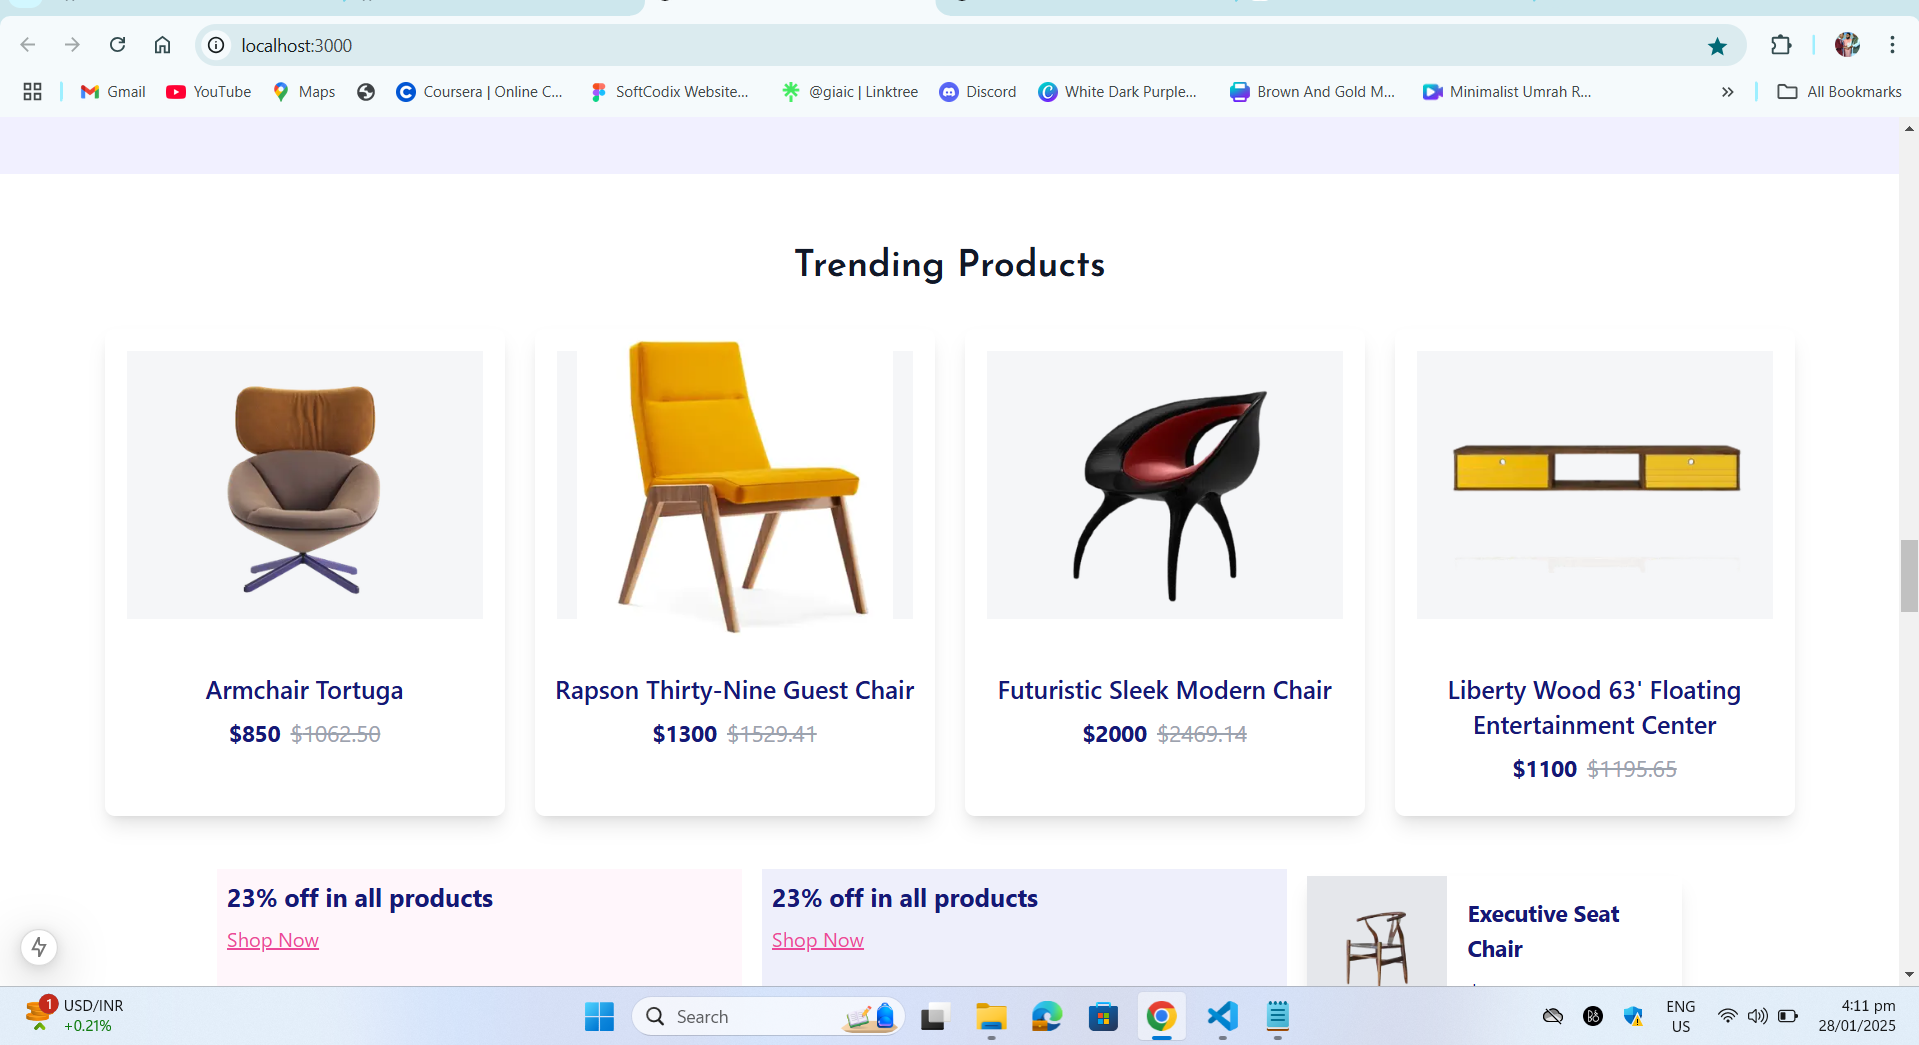 localhost:3000
Gmail
YouTube
Maps
Coursera | Online C...
SoftCodix Website...
@giaic | Linktree
Discord
White Dark Purple...
Brown And Gold M...
Minimalist Umrah R...
»
All Bookmarks
Trending Products
Armchair Tortuga
$850 $1062.50
Rapson Thirty-Nine Guest Chair
$1300 $1529.41
Futuristic Sleek Modern Chair
$2000 $2469.14
Liberty Wood 63' Floating
Entertainment Center
$1100 $1195.65
23% off in all products
Shop Now
23% off in all products
Shop Now
Executive Seat
Chair
1
USD/INR
+0.21%
Search
ENG
US
4:11 pm
28/01/2025